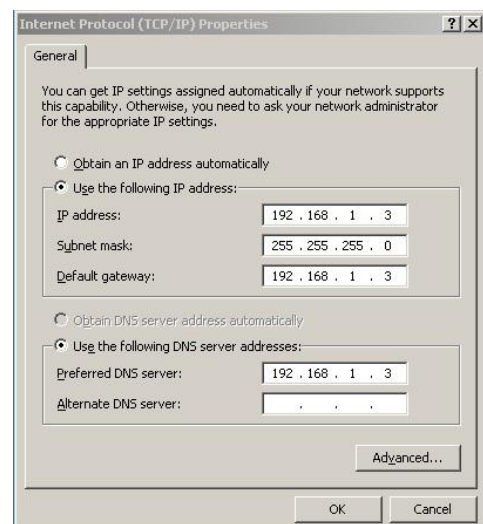 Internet Protocol (TCP/IP) Properties
General
You can get IP settings assigned automatically if your network supports
this capability. Otherwise, you need to ask your network administrator
for the appropriate IP settings.
Obtain an IP address automatically
Use the following IP address:
IP address: 192 . 168 . 1 . 3
Subnet mask: 255 . 255 . 255 . 0
Default gateway: 192 . 168 . 1 . 3
Obtain DNS server address automatically
Use the following DNS server addresses:
Preferred DNS server: 192 . 168 . 1 . 3
Alternate DNS server: . . .
Advanced...
OK Cancel